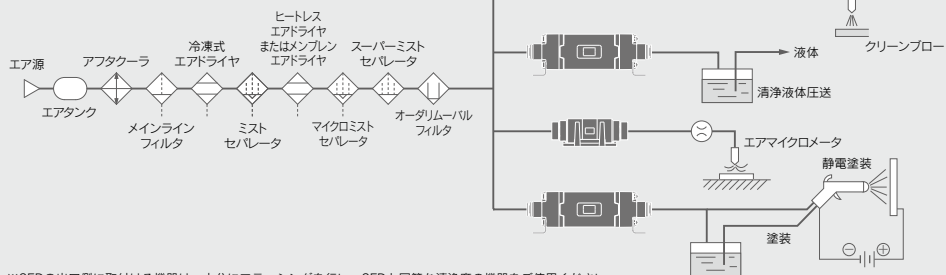 エア源
エアタンク
アフタクーラ
メインライン
フィルタ
冷凍式
エアドライヤ
ミスト
セパレータ
ヒートレス
エアドライヤ
またはメンブレン
エアドライヤ
マイクロミスト
セパレータ
スーパーミスト
セパレータ
オーダリムーバル
フィルタ
クリーンブロー
液体
清浄液体圧送
エアマイクロメータ
静電塗装
塗装